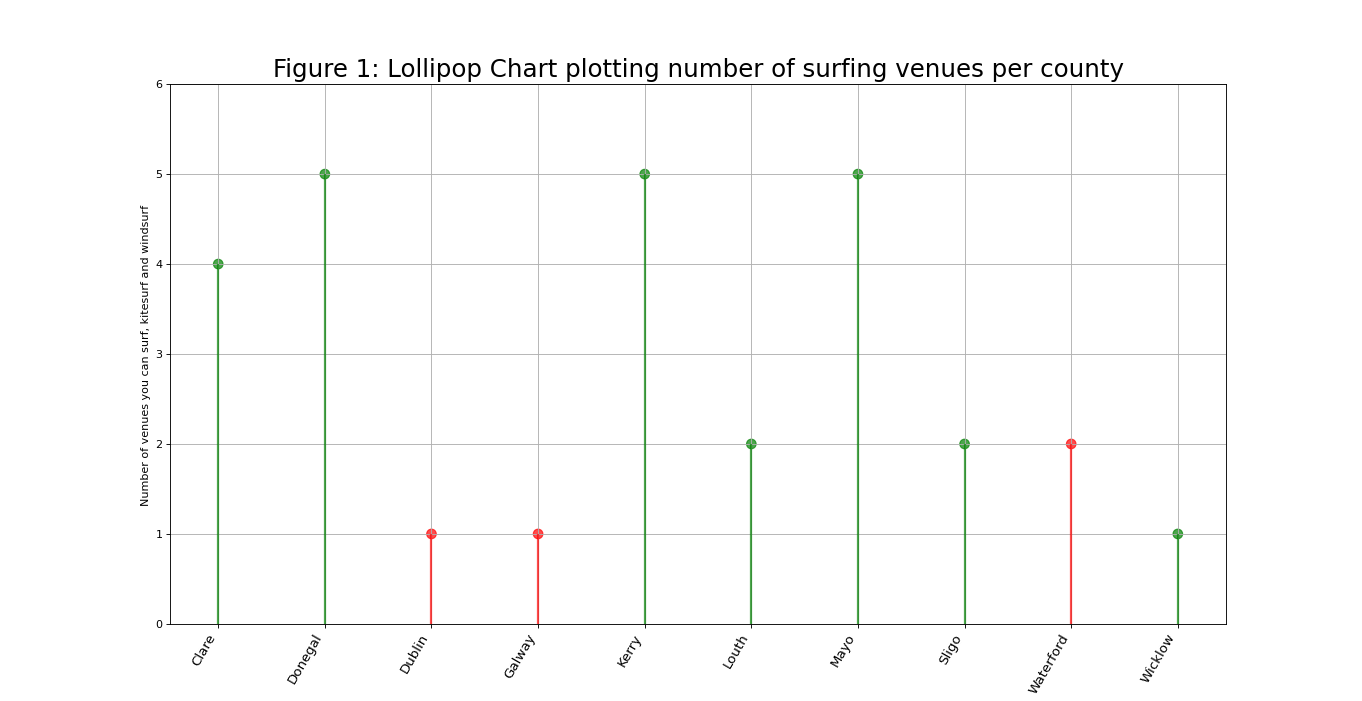 Figure 1: Lollipop Chart plotting number of surfing venues per county
Number of venues you can surf, kitesurf and windsurf
6
5
4
3
2
1
0
Clare
Donegal
Dublin
Galway
Kerry
Louth
Mayo
Sligo
Waterford
Wicklow